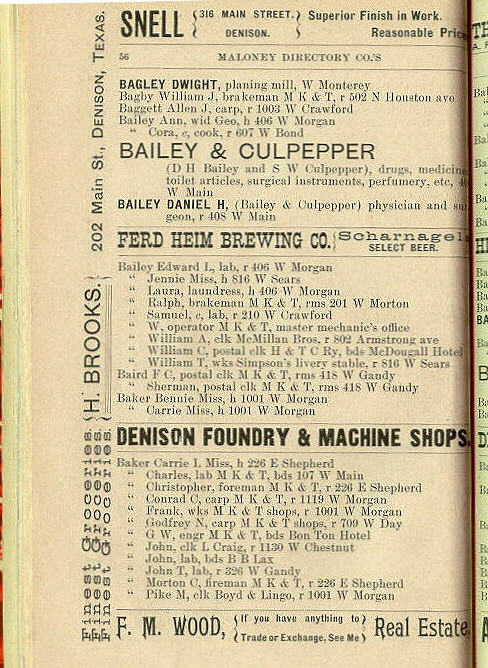 SNELL { 316 MAIN STREET, DENISON. } Superior Finish in Work. Reasonable
56 MALONEY DIRECTORY CO.'S
BAGLEY DWIGHT, planing mill, W Monterey
Bagby William J, brakeman M K & T, r 502 N Houston ave
Baggett Allen J, carp, r 1003 W Crawford
Bailey Ann, wid Geo, h 406 W Morgan
" Cora, c, cook, r 607 W Bond
BAILEY & CULPEPPER
(D H Bailey and S W Culpepper), drugs, medicine
toilet articles, surgical instruments, perfumery, etc,
W Main
BAILEY DANIEL H, (Bailey & Culpepper) physician and
geon, r 408 W Main
FERD HEIM BREWING CO. { Scharnagel, SELECT BEER.
Bailey Edward L, lab, r 406 W Morgan
" Jennie Miss, h 816 W Sears
" Laura, laundress, h 406 W Morgan
" Ralph, brakeman M K & T, rms 201 W Morton
" Samuel, c, lab, r 210 W Crawford
" W, operator M K & T, master mechanic's office
" William A, clk McMillan Bros, r 802 Armstrong ave
" William C, postal clk H & T C Ry, bds McDougall Hotel
" William T, wks Simpson's livery stable, r 816 W Sears
Baird F C, postal clk M K & T, rms 418 W Gandy
" Sherman, postal clk M K & T, rms 418 W Gandy
Baker Bennie Miss, h 1001 W Morgan
" Carrie Miss, h 1001 W Morgan
DENISON FOUNDRY & MACHINE SHOPS.
Baker Carrie L Miss, h 226 E Shepherd
" Charles, lab M K & T, bds 107 W Main
" Christopher, foreman M K & T, r 226 E Shepherd
" Conrad C, carp M K & T, r 1119 W Morgan
" Frank, wks M K & T shops, r 1001 W Morgan
" Godfrey N, carp M K & T shops, r 709 W Day
" G W, engr M K & T, bds Bon Ton Hotel
" John, clk L Craig, r 1130 W Chestnut
" John, lab, bds B B Lax
" John T, lab, r 326 W Gandy
" Morton C, fireman M K & T, r 226 E Shepherd
" Pike M, clk Boyd & Lingo, r 1001 W Morgan
F. M. WOOD, { If you have anything to Trade or Exchange, See Me } Real Estate.
Finest Groceries.
Finest Groceries.
{ H. BROOKS, }
202 Main St., DENISON, TEXAS.